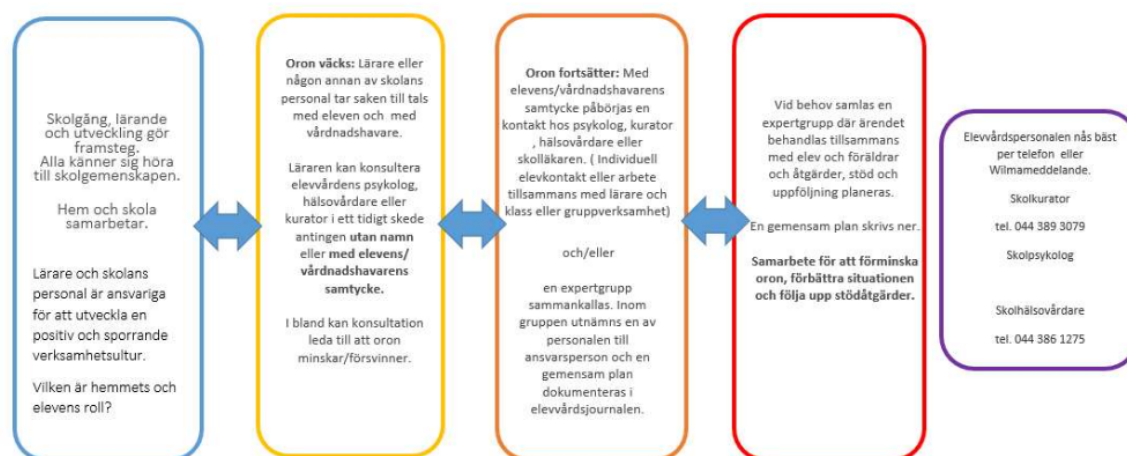 Skolgång, lärande
och utveckling gör
framsteg.
Alla känner sig höra
till skolgemenskapen.
Hem och skola
samarbetar.
Lärare och skolans
personal är ansvariga
för att utveckla en
positiv och sporrande
verksamhetsultur.
Vilken är hemmets och
elevens roll?
Oron väcks: Lärare eller
någon annan av skolans
personal tar saken till tals
med eleven och med
vårdnadshavare.
Läraren kan konsultera
elevvårdens psykolog,
hälsovårdare eller
kurator i ett tidigt skede
antingen utan namn
eller med elevens/
vårdnadshavarens
samtycke.
I bland kan konsultation
leda till att oron
minskar/försvinner.
Oron fortsätter: Med
elevens/vårdnadshavarens
samtycke påbörjas en
kontakt hos psykolog, kurator
, hälsovårdare eller
skolläkaren. ( Individuell
elevkontakt eller arbete
tillsammans med lärare och
klass eller gruppverksamhet)
och/eller
en expertgrupp
sammankallas. Inom
gruppen utnämns en av
personalen till
ansvarsperson och en
gemensam plan
dokumenteras i
elevvårdsjournalen.
Vid behov samlas en
expertgrupp där ärendet
behandlas tillsammans
med elev och föräldrar
och åtgärder, stöd och
uppföljning planeras.
En gemensam plan skrivs ner.
Samarbete för att förminska
oron, förbättra situationen
och följa upp stödåtgärder.
Elevvårdspersonalen nås bäst
per telefon eller
Wilmameddelande.
Skolkurator
tel. 044 389 3079
Skolpsykolog
Skolhälsovårdare
tel. 044 386 1275